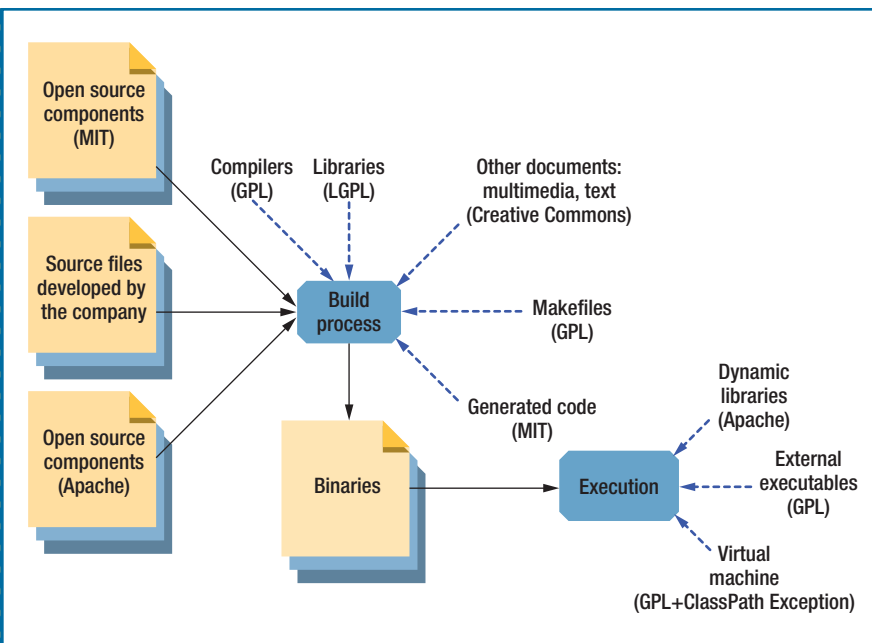 Open source
components
(MIT)
Compilers
(GPL)
Libraries
(LGPL)
Other documents:
multimedia, text
(Creative Commons)
Source files
developed by
the company
Build
process
Makefiles
(GPL)
Generated code
(MIT)
Open source
components
(Apache)
Binaries
Execution
Dynamic
libraries
(Apache)
External
executables
(GPL)
Virtual
machine
(GPL+ClassPath Exception)